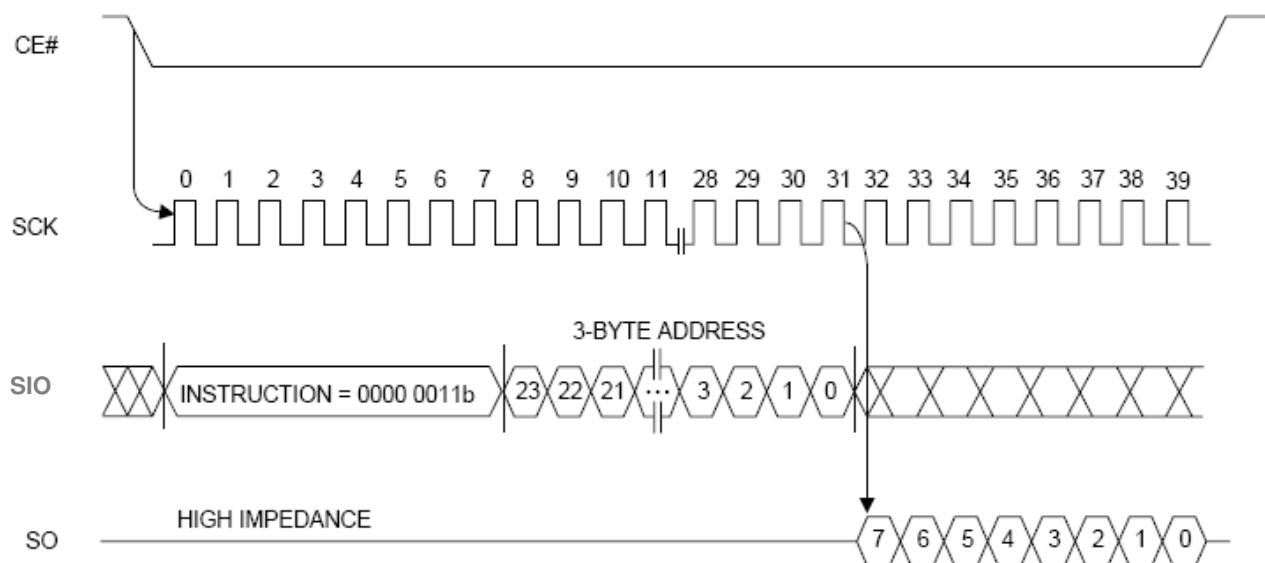 CE#
0 1 2 3 4 5 6 7 8 9 10 11 28 29 30 31 32 33 34 35 36 37 38 39
SCK
3-BYTE ADDRESS
SIO INSTRUCTION = 0000 0011b 23 22 21 ... 3 2 1 0
HIGH IMPEDANCE
SO 7 6 5 4 3 2 1 0